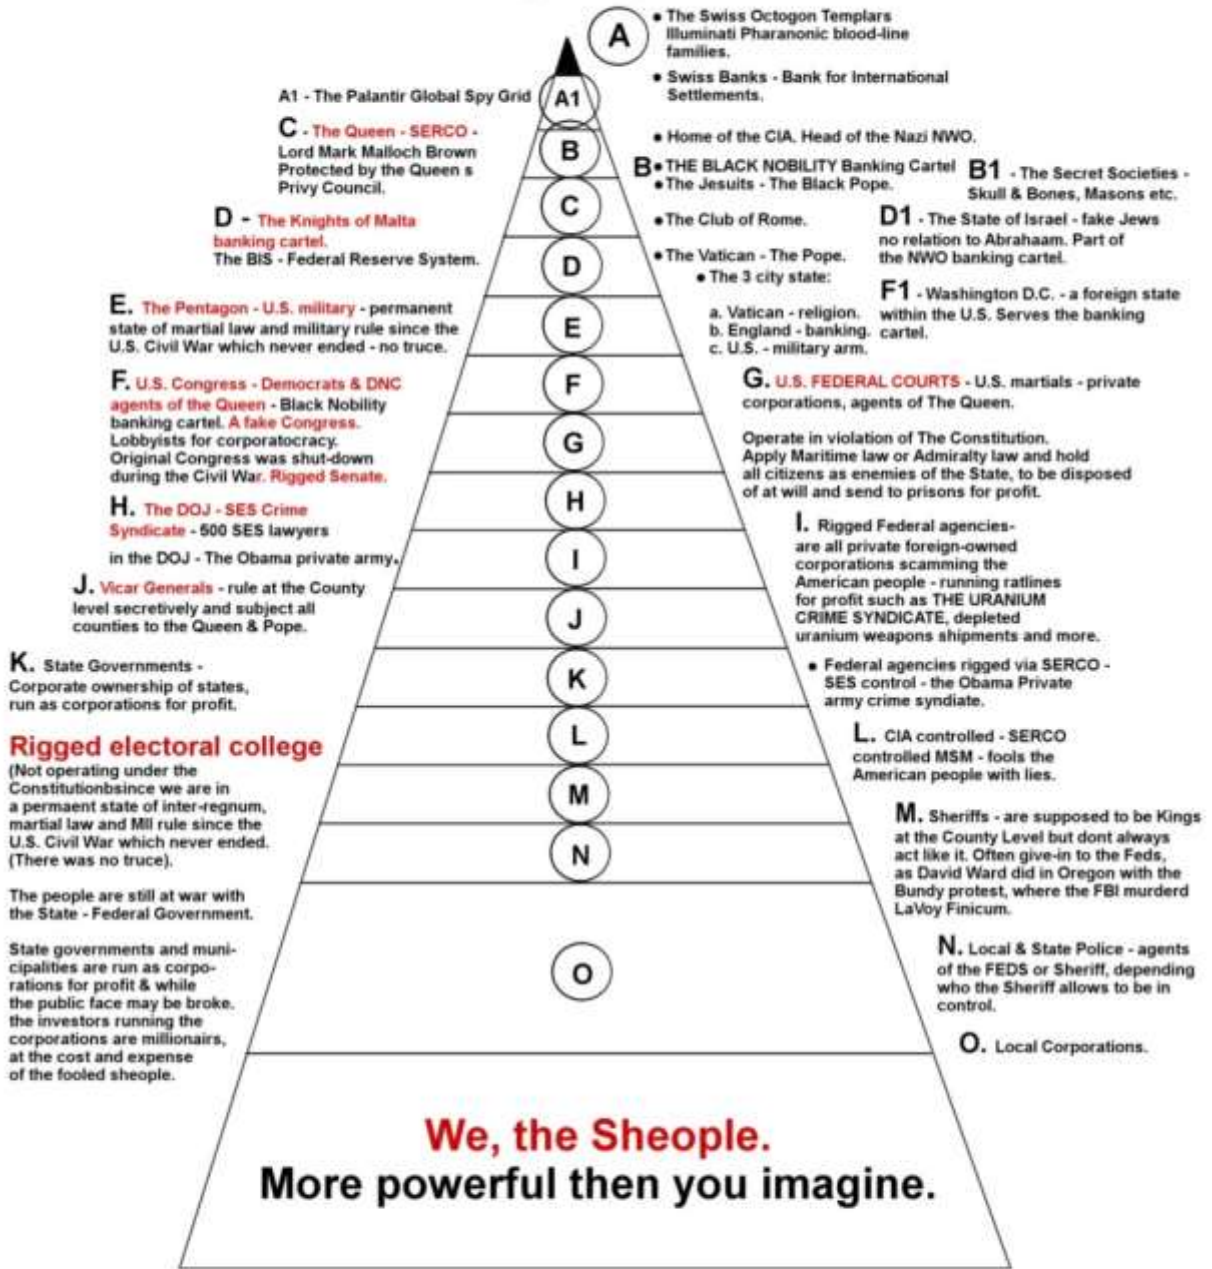 A
• The Swiss Octogon Templars
Illuminati Pharanonic blood-line
families.
• Swiss Banks - Bank for International
Settlements.
• Home of the CIA. Head of the Nazi NWO.
A1 - The Palantir Global Spy Grid
A1
C - The Queen - SERCO -
Lord Mark Malloch Brown
Protected by the Queen s
Privy Council.
B
B • THE BLACK NOBILITY Banking Cartel
• The Jesuits - The Black Pope.
• The Club of Rome.
• The Vatican - The Pope.
• The 3 city state:
a. Vatican - religion.
b. England - banking.
c. U.S. - military arm.
B1 - The Secret Societies -
Skull & Bones, Masons etc.
C
D - The Knights of Malta
banking cartel.
The BIS - Federal Reserve System.
D1 - The State of Israel - fake Jews
no relation to Abrahaam. Part of
the NWO banking cartel.
D
E. The Pentagon - U.S. military - permanent
state of martial law and military rule since the
U.S. Civil War which never ended - no truce.
E
F1 - Washington D.C. - a foreign state
within the U.S. Serves the banking
cartel.
F. U.S. Congress - Democrats & DNC
agents of the Queen - Black Nobility
banking cartel. A fake Congress.
Lobbyists for corporatocracy.
Original Congress was shut-down
during the Civil War. Rigged Senate.
F
G. U.S. FEDERAL COURTS - U.S. martials - private
corporations, agents of The Queen.
Operate in violation of The Constitution.
Apply Maritime law or Admiralty law and hold
all citizens as enemies of the State, to be disposed
of at will and send to prisons for profit.
G
H. The DOJ - SES Crime
Syndicate - 500 SES lawyers
in the DOJ - The Obama private army.
H
I. Rigged Federal agencies-
are all private foreign-owned
corporations scamming the
American people - running ratlines
for profit such as THE URANIUM
CRIME SYNDICATE, depleted
uranium weapons shipments and more.
• Federal agencies rigged via SERCO -
SES control - the Obama Private
army crime syndiate.
I
J. Vicar Generals - rule at the County
level secretively and subject all
counties to the Queen & Pope.
J
K. State Governments -
Corporate ownership of states,
run as corporations for profit.
K
Rigged electoral college
(Not operating under the
Constitutionbsince we are in
a permaent state of inter-regnum,
martial law and MIl rule since the
U.S. Civil War which never ended.
(There was no truce).
The people are still at war with
the State - Federal Government.
State governments and muni-
cipalities are run as corpo-
rations for profit & while
the public face may be broke.
the investors running the
corporations are millionairs,
at the cost and expense
of the fooled sheople.
L
L. CIA controlled - SERCO
controlled MSM - fools the
American people with lies.
M
M. Sheriffs - are supposed to be Kings
at the County Level but dont always
act like it. Often give-in to the Feds,
as David Ward did in Oregon with the
Bundy protest, where the FBI murderd
LaVoy Finicum.
N
N. Local & State Police - agents
of the FEDS or Sheriff, depending
who the Sheriff allows to be in
control.
O
O. Local Corporations.
We, the Sheople.
More powerful then you imagine.